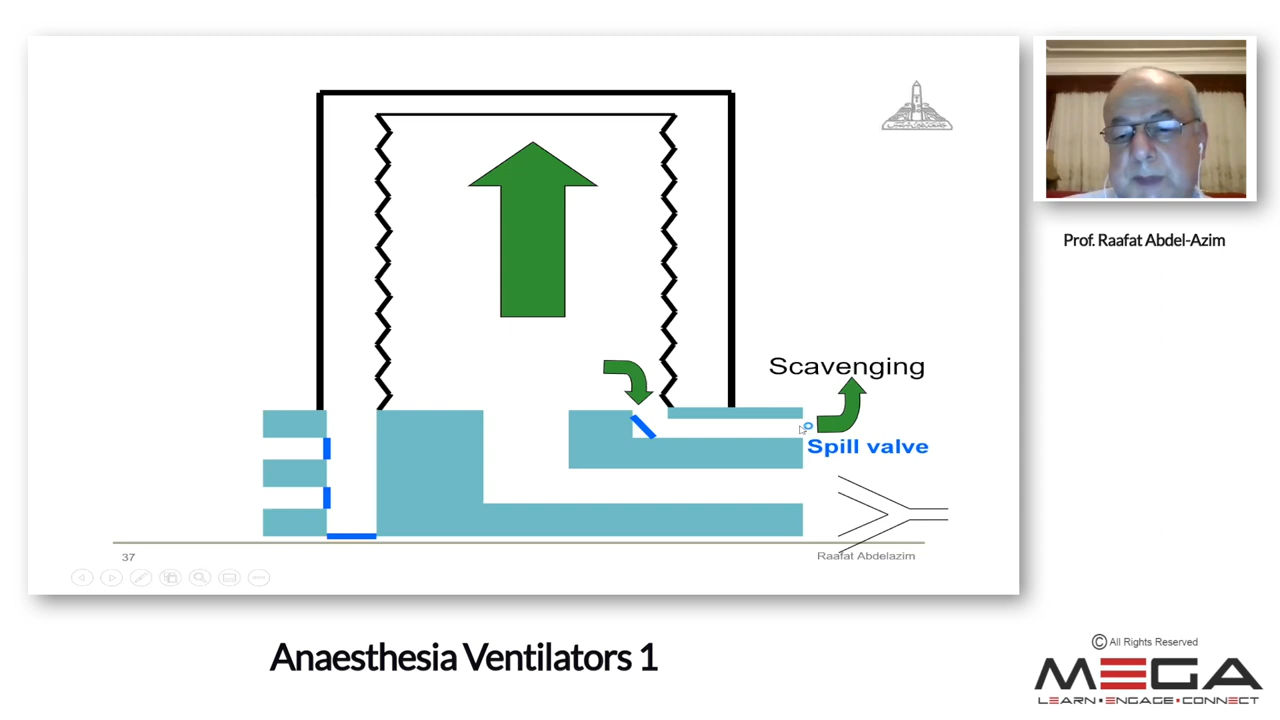 Scavenging
Spill valve
37
Raafat Abdelazim
Prof. Raafat Abdel-Azim
Anaesthesia Ventilators 1
© All Rights Reserved
MEGA
LEARN • ENGAGE • CONNECT